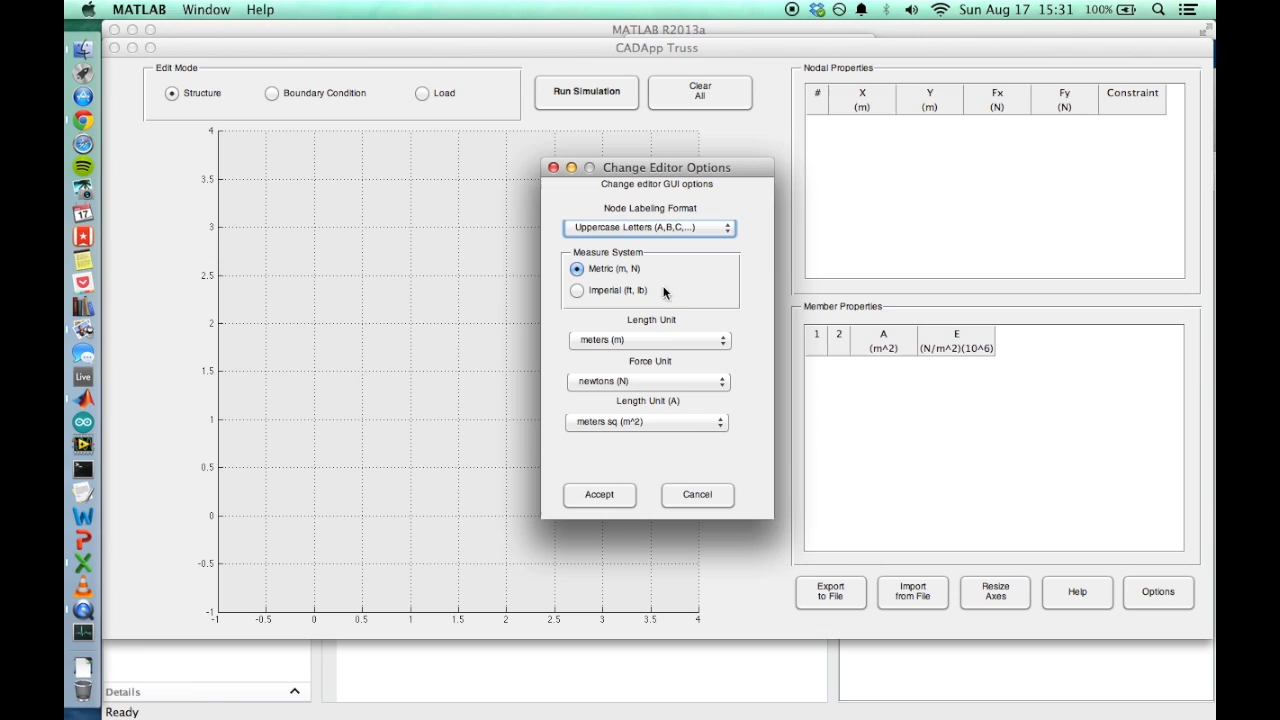 MATLAB Window Help Sun Aug 17 15:31 100%
MATLAB R2013a
CADApp Truss
Edit Mode
Structure Boundary Condition Load
Run Simulation
Clear
All
4
3.5
3
2.5
2
1.5
1
0.5
0
-0.5
-1
-1 -0.5 0 0.5 1 1.5 2 2.5 3 3.5 4
Change Editor Options
Change editor GUI options
Node Labeling Format
Uppercase Letters (A,B,C,...)
Measure System
Metric (m, N)
Imperial (ft, lb)
Length Unit
meters (m)
Force Unit
newtons (N)
Length Unit (A)
meters sq (m^2)
Accept Cancel
Nodal Properties
# X Y Fx Fy Constraint
(m) (m) (N) (N)
Member Properties
1 2 A E
(m^2) (N/m^2)(10^6)
Export
to File
Import
from File
Resize
Axes
Help
Options
17
Live
Details
Ready